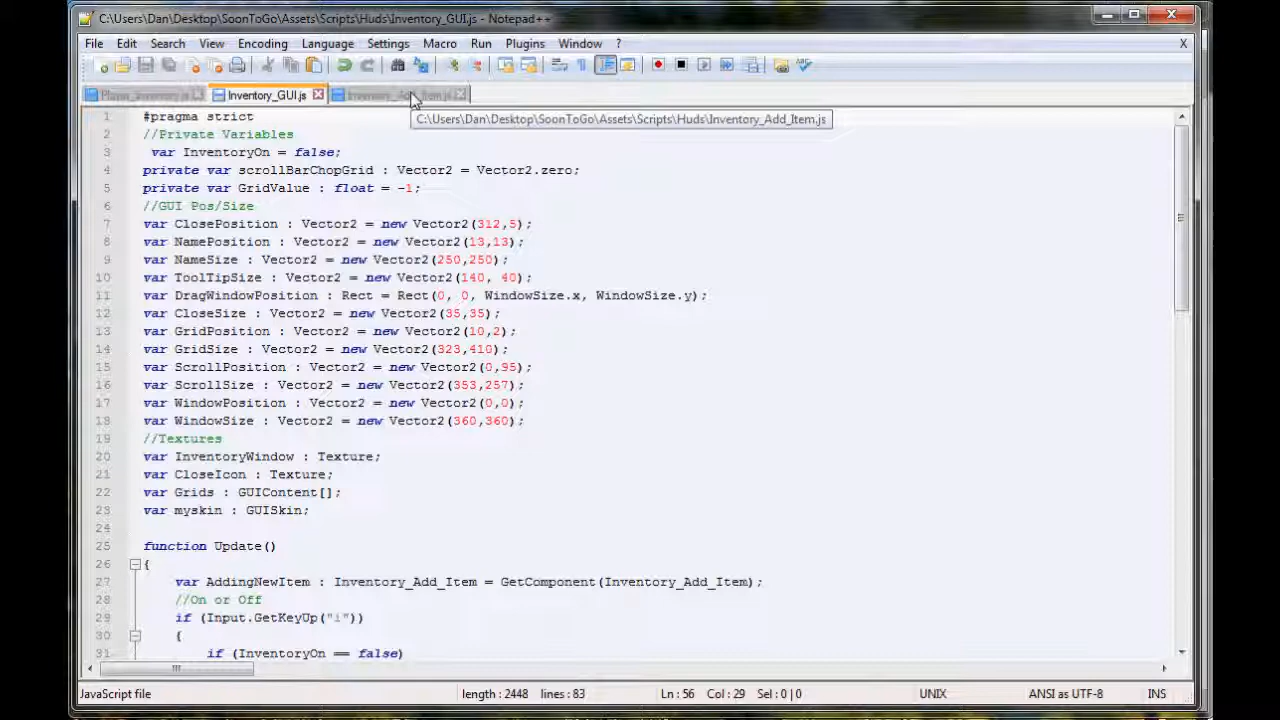 C:\Users\Dan\Desktop\SoonToGo\Assets\Scripts\Huds\Inventory_GUI.js - Notepad++
File Edit Search View Encoding Language Settings Macro Run Plugins Window ? X
Player_Inventory.js Inventory_GUI.js Inventory_Add_Item.js
C:\Users\Dan\Desktop\SoonToGo\Assets\Scripts\Huds\Inventory_Add_Item.js
1 #pragma strict
2 //Private Variables
3 var InventoryOn = false;
4 private var scrollBarChopGrid : Vector2 = Vector2.zero;
5 private var GridValue : float = -1;
6 //GUI Pos/Size
7 var ClosePosition : Vector2 = new Vector2(312,5);
8 var NamePosition : Vector2 = new Vector2(13,13);
9 var NameSize : Vector2 = new Vector2(250,250);
10 var ToolTipSize : Vector2 = new Vector2(140, 40);
11 var DragWindowPosition : Rect = Rect(0, 0, WindowSize.x, WindowSize.y);
12 var CloseSize : Vector2 = new Vector2(35,35);
13 var GridPosition : Vector2 = new Vector2(10,2);
14 var GridSize : Vector2 = new Vector2(323,410);
15 var ScrollPosition : Vector2 = new Vector2(0,95);
16 var ScrollSize : Vector2 = new Vector2(353,257);
17 var WindowPosition : Vector2 = new Vector2(0,0);
18 var WindowSize : Vector2 = new Vector2(360,360);
19 //Textures
20 var InventoryWindow : Texture;
21 var CloseIcon : Texture;
22 var Grids : GUIContent[];
23 var myskin : GUISkin;
24
25 function Update()
26 {
27 var AddingNewItem : Inventory_Add_Item = GetComponent(Inventory_Add_Item);
28 //On or Off
29 if (Input.GetKeyUp("i"))
30 {
31 if (InventoryOn == false)
JavaScript file length : 2448 lines : 83 Ln : 56 Col : 29 Sel : 0 | 0 UNIX ANSI as UTF-8 INS